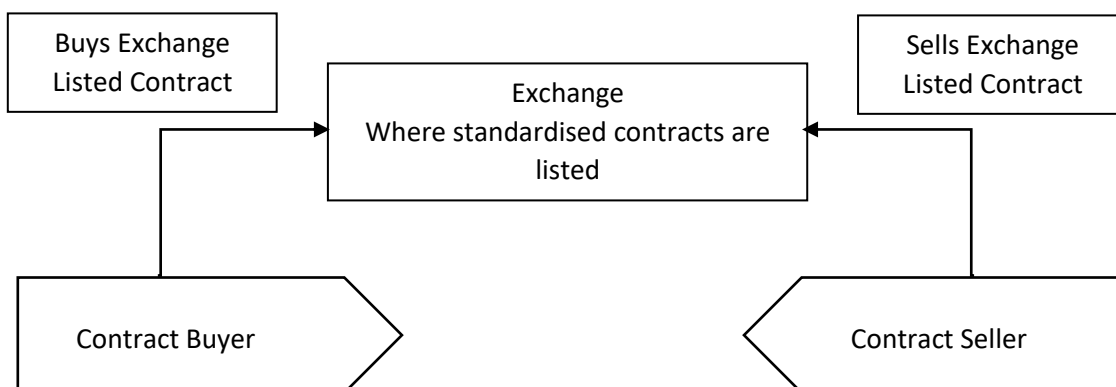 Buys Exchange
Listed Contract
Sells Exchange
Listed Contract
Exchange
Where standardised contracts are
listed
Contract Buyer
Contract Seller